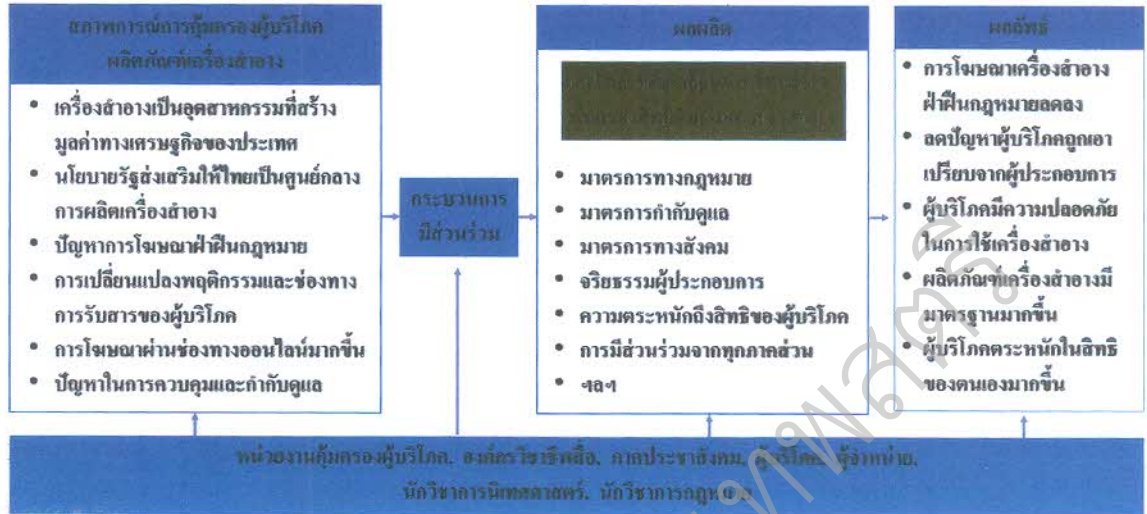 สภาพการณ์การคุ้มครองผู้บริโภค
ผลิตภัณฑ์เครื่องสำอาง
เครื่องสำอางเป็นอุตสาหกรรมที่สร้าง
มูลค่าทางเศรษฐกิจของประเทศ
นโยบายรัฐส่งเสริมให้ไทยเป็นศูนย์กลาง
การผลิตเครื่องสำอาง
ปัญหาการโฆษณาฝ่าฝืนกฎหมาย
การเปลี่ยนแปลงพฤติกรรมและช่องทาง
การรับสารของผู้บริโภค
การโฆษณาผ่านช่องทางออนไลน์มากขึ้น
ปัญหาในการควบคุมและกำกับดูแล
กระบวนการ
มีส่วนร่วม
ผลผลิต
มาตรการทางกฎหมาย
มาตรการกำกับดูแล
มาตรการทางสังคม
จริยธรรมผู้ประกอบการ
ความตระหนักถึงสิทธิของผู้บริโภค
การมีส่วนร่วมจากทุกภาคส่วน
ฯลฯ
ผลลัพธ์
การโฆษณาเครื่องสำอาง
ฝ่าฝืนกฎหมายลดลง
ลดปัญหาผู้บริโภคถูกเอา
เปรียบจากผู้ประกอบการ
ผู้บริโภคมีความปลอดภัย
ในการใช้เครื่องสำอาง
ผลิตภัณฑ์เครื่องสำอางมี
มาตรฐานมากขึ้น
ผู้บริโภคตระหนักในสิทธิ
ของตนเองมากขึ้น
หน่วยงานคุ้มครองผู้บริโภค, องค์กรวิชาชีพสื่อ, ภาคประชาสังคม, ผู้บริโภค, ผู้จำหน่าย,
นักวิชาการนิเทศศาสตร์, นักวิชาการกฎหมาย